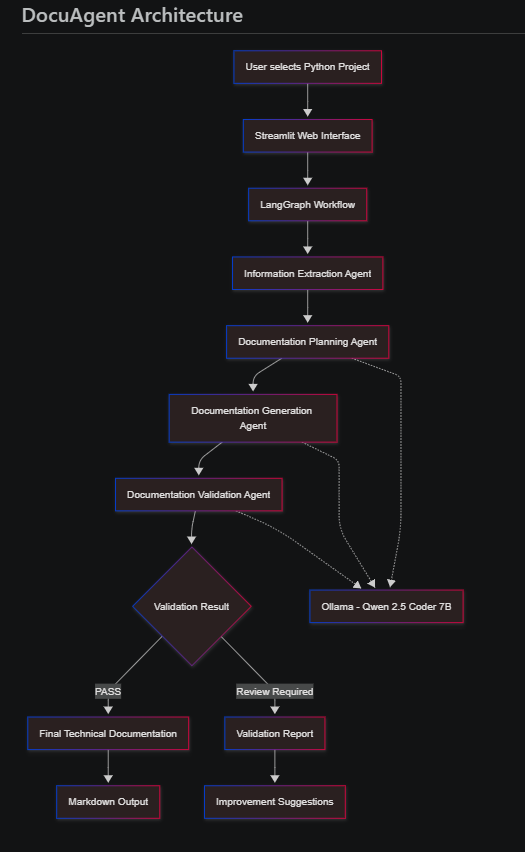 DocuAgent Architecture
User selects Python Project
Streamlit Web Interface
LangGraph Workflow
Information Extraction Agent
Documentation Planning Agent
Documentation Generation
Agent
Documentation Validation Agent
Validation Result
Ollama - Qwen 2.5 Coder 7B
PASS
Review Required
Final Technical Documentation
Validation Report
Markdown Output
Improvement Suggestions